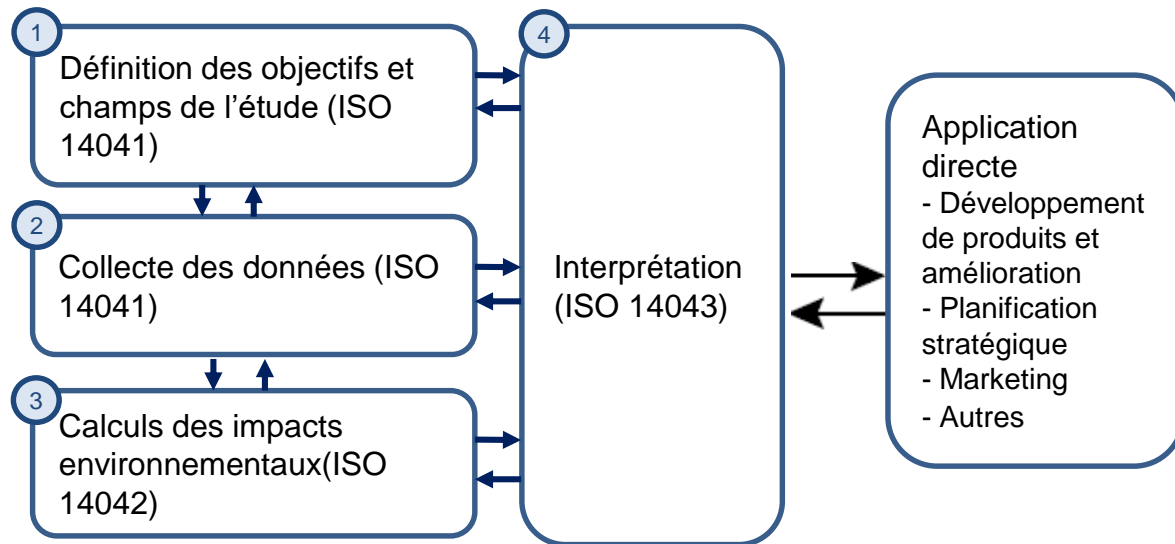 1
Définition des objectifs et
champs de l’étude (ISO
14041)
2
Collecte des données (ISO
14041)
3
Calculs des impacts
environnementaux(ISO
14042)
4
Interprétation
(ISO 14043)
Application
directe
- Développement
de produits et
amélioration
- Planification
stratégique
- Marketing
- Autres